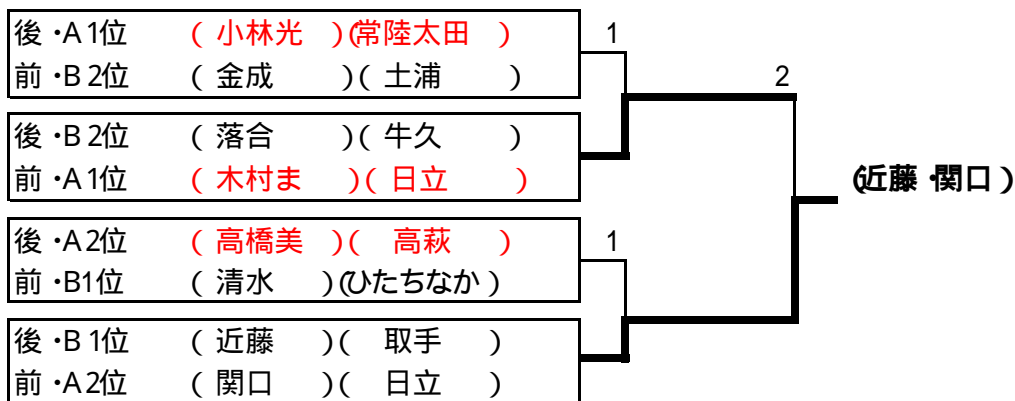 後・A1位 (小林光)(常陸太田) 1
前・B2位 (金成)(土浦)
2
後・B2位 (落合)(牛久)
前・A1位 (木村ま)(日立)
(近藤・関口)
後・A2位 (高橋美)(高萩) 1
前・B1位 (清水)(ひたちなか)
後・B1位 (近藤)(取手)
前・A2位 (関口)(日立)